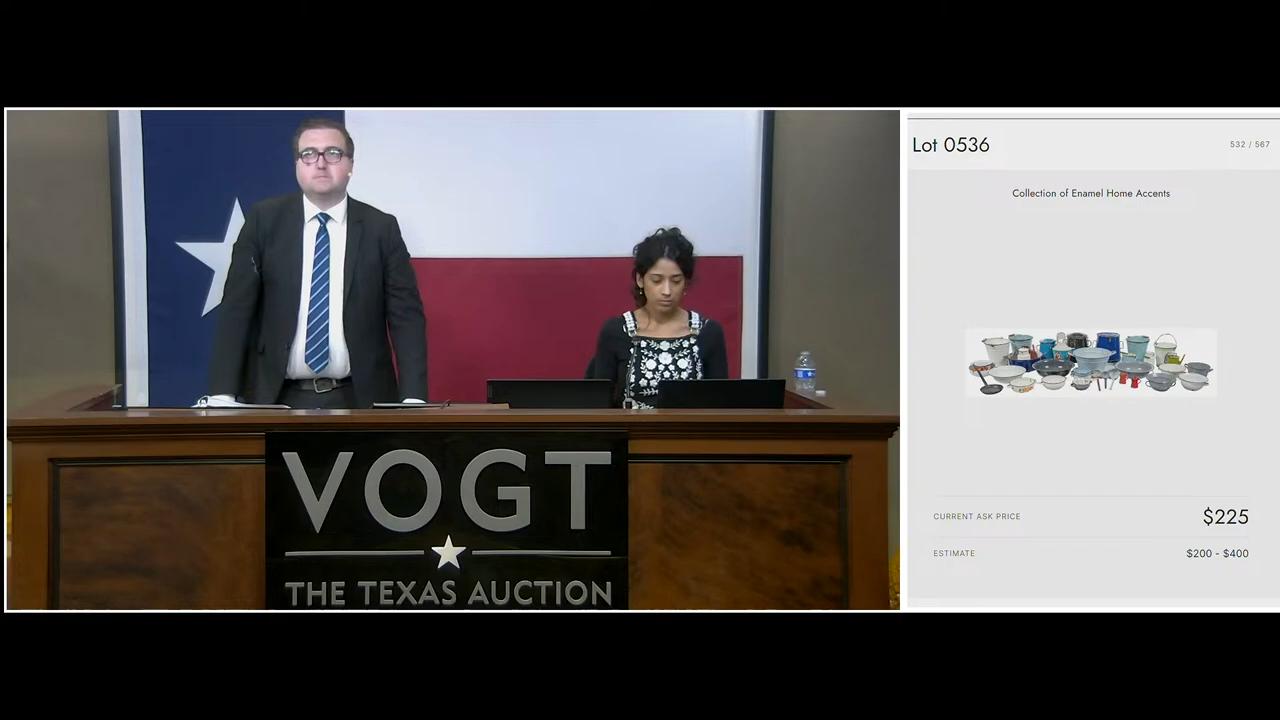 Lot 0536
532 / 567
Collection of Enamel Home Accents
VOGT
THE TEXAS AUCTION
CURRENT ASK PRICE
$225
ESTIMATE
$200 - $400